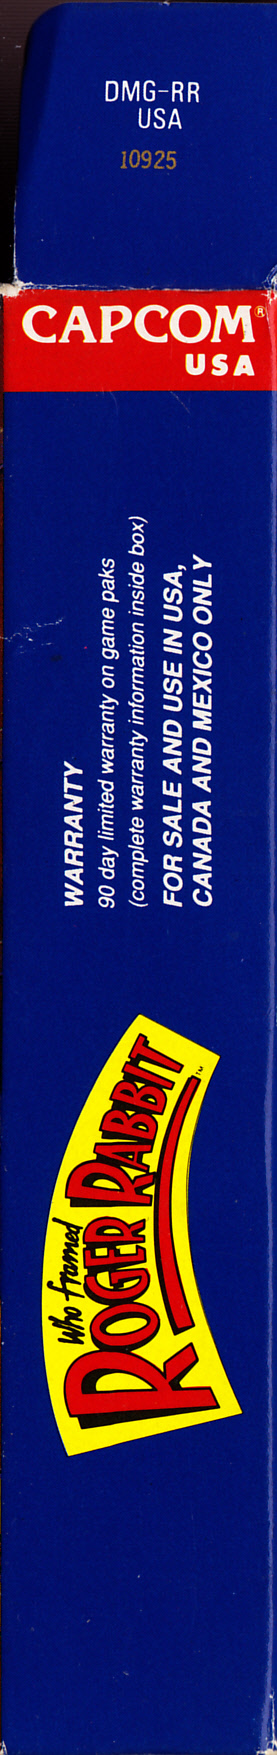 DMG-RR
USA
10925
CAPCOM®
USA
WARRANTY
90 day limited warranty on game paks
(complete warranty information inside box)
FOR SALE AND USE IN USA,
CANADA AND MEXICO ONLY
Who framed
ROGER RABBIT™